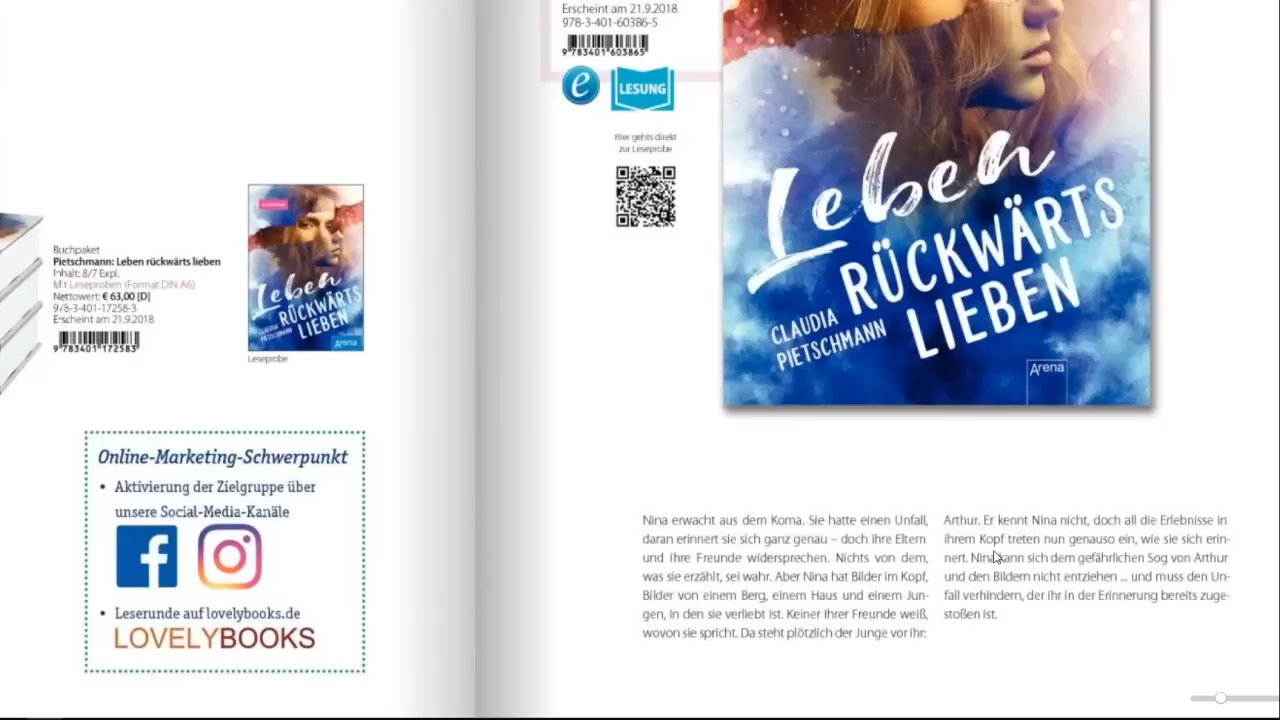 Buchpaket
Pietschmann: Leben rückwärts lieben
Inhalt: 8/7 Expl.
Mit Leseproben (Format DIN A6)
Nettowert: € 63,00 [D]
978-3-401-17258-3
Erscheint am 21.9.2018
9 783401 172583
Leben
RÜCKWÄRTS
LIEBEN
CLAUDIA
PIETSCHMANN
Arena
Leseprobe
Online-Marketing-Schwerpunkt
• Aktivierung der Zielgruppe über
unsere Social-Media-Kanäle
• Leserunde auf lovelybooks.de
LOVELYBOOKS
Erscheint am 21.9.2018
978-3-401-60386-5
9 783401 603865
e
LESUNG
Hier gehts direkt
zur Leseprobe
Leben
RÜCKWÄRTS
LIEBEN
CLAUDIA
PIETSCHMANN
Arena
Nina erwacht aus dem Koma. Sie hatte einen Unfall,
daran erinnert sie sich ganz genau – doch ihre Eltern
und ihre Freunde widersprechen. Nichts von dem,
was sie erzählt, sei wahr. Aber Nina hat Bilder im Kopf,
Bilder von einem Berg, einem Haus und einem Jun-
gen, in den sie verliebt ist. Keiner ihrer Freunde weiß,
wovon sie spricht. Da steht plötzlich der Junge vor ihr:
Arthur. Er kennt Nina nicht, doch all die Erlebnisse in
ihrem Kopf treten nun genauso ein, wie sie sich erin-
nert. Nina kann sich dem gefährlichen Sog von Arthur
und den Bildern nicht entziehen ... und muss den Un-
fall verhindern, der ihr in der Erinnerung bereits zuge-
stoßen ist.